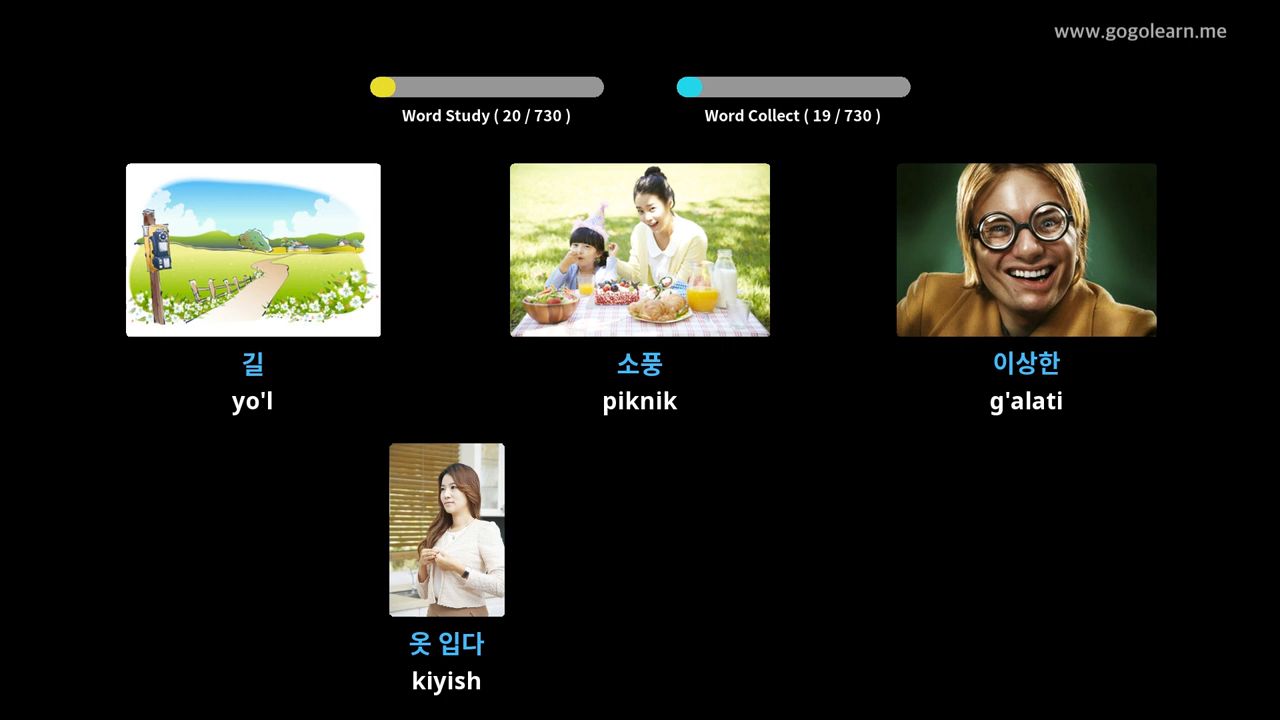 www.gogolearn.me
Word Study ( 20 / 730 )
Word Collect ( 19 / 730 )
길
yo'l
소풍
piknik
이상한
g'alati
옷 입다
kiyish